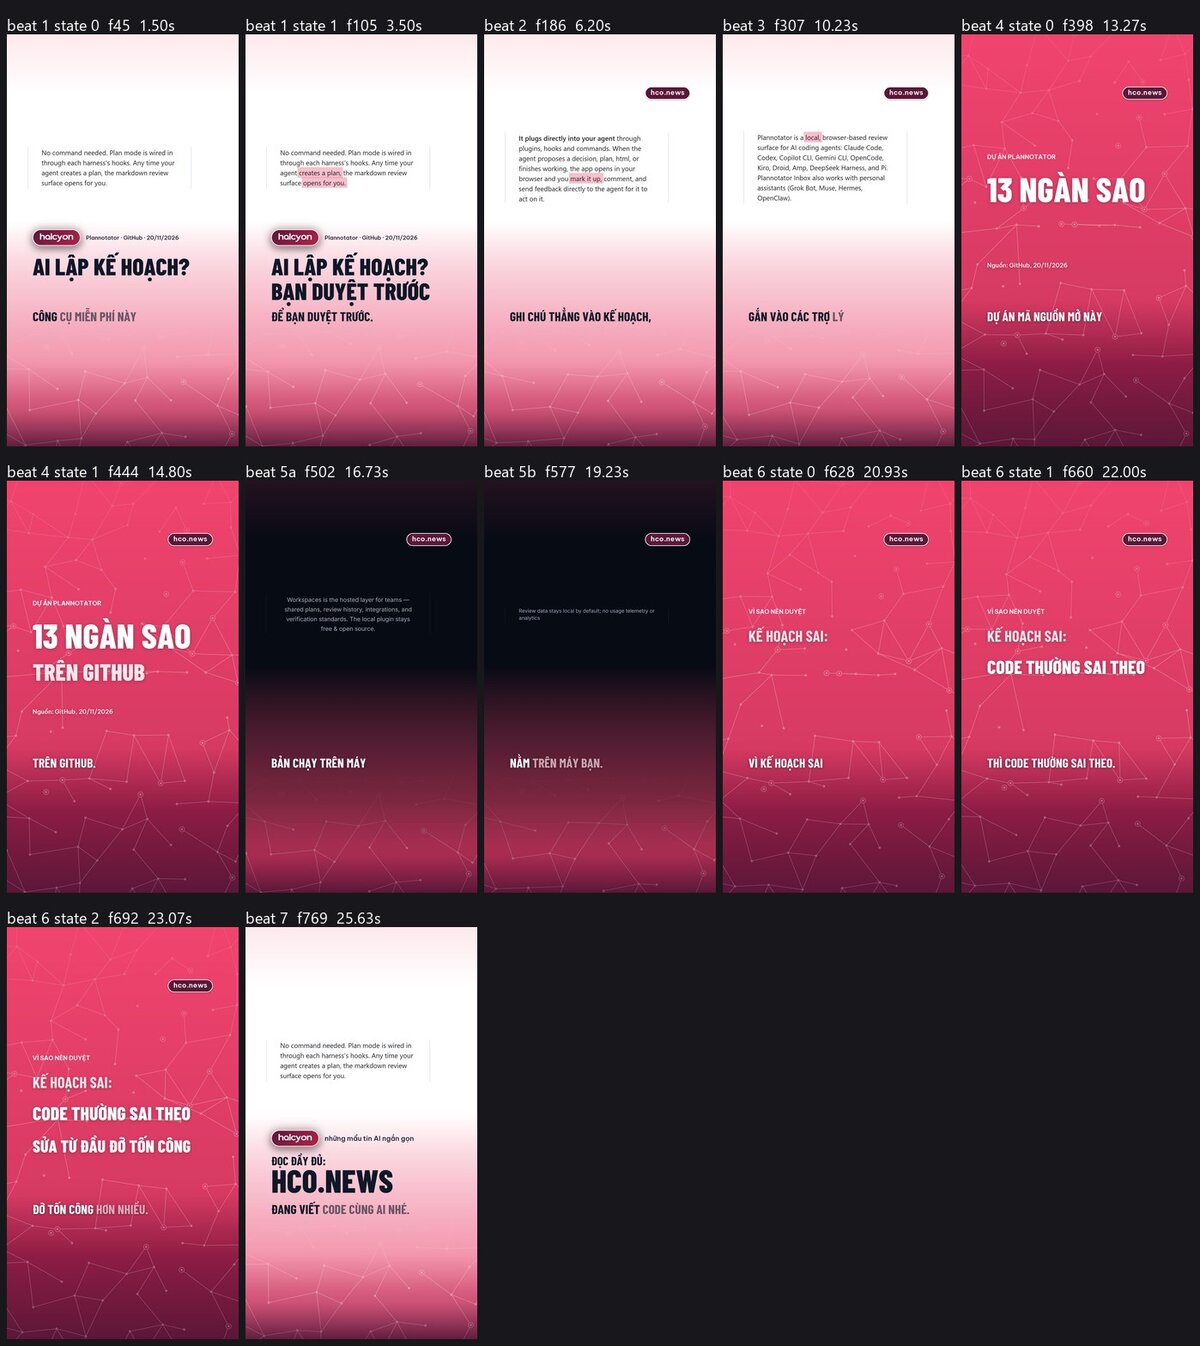 beat 1 state 0 f45 1.50s
No command needed. Plan mode is wired in
through each harness's hooks. Any time your
agent creates a plan, the markdown review
surface opens for you.
halcyon Plannotator · GitHub · 20/11/2026
AI LẬP KẾ HOẠCH?
CÔNG CỤ MIỄN PHÍ NÀY
beat 1 state 1 f105 3.50s
No command needed. Plan mode is wired in
through each harness's hooks. Any time your
agent creates a plan, the markdown review
surface opens for you.
halcyon Plannotator · GitHub · 20/11/2026
AI LẬP KẾ HOẠCH?
BẠN DUYỆT TRƯỚC
ĐỂ BẠN DUYỆT TRƯỚC.
beat 2 f186 6.20s
hco.news
It plugs directly into your agent through
plugins, hooks and commands. When the
agent proposes a decision, plan, html, or
finishes working, the app opens in your
browser and you mark it up, comment, and
send feedback directly to the agent for it to
act on it.
GHI CHÚ THẲNG VÀO KẾ HOẠCH,
beat 3 f307 10.23s
hco.news
Plannotator is a local, browser-based review
surface for AI coding agents: Claude Code,
Codex, Copilot CLI, Gemini CLI, OpenCode,
Kiro, Droid, Amp, DeepSeek Harness, and Pi.
Plannotator Inbox also works with personal
assistants (Grok Bot, Muse, Hermes,
OpenClaw).
GẮN VÀO CÁC TRỢ LÝ
beat 4 state 0 f398 13.27s
hco.news
DỰ ÁN PLANNOTATOR
13 NGÀN SAO
Nguồn: GitHub, 20/11/2026
DỰ ÁN MÃ NGUỒN MỞ NÀY
beat 4 state 1 f444 14.80s
hco.news
DỰ ÁN PLANNOTATOR
13 NGÀN SAO
TRÊN GITHUB
Nguồn: GitHub, 20/11/2026
TRÊN GITHUB.
beat 5a f502 16.73s
hco.news
Workspaces is the hosted layer for teams —
shared plans, review history, integrations, and
verification standards. The local plugin stays
free & open source.
BẢN CHẠY TRÊN MÁY
beat 5b f577 19.23s
hco.news
Review data stays local by default; no usage telemetry or
analytics
NẰM TRÊN MÁY BẠN.
beat 6 state 0 f628 20.93s
hco.news
VÌ SAO NÊN DUYỆT
KẾ HOẠCH SAI:
VÌ KẾ HOẠCH SAI
beat 6 state 1 f660 22.00s
hco.news
VÌ SAO NÊN DUYỆT
KẾ HOẠCH SAI:
CODE THƯỜNG SAI THEO
THÌ CODE THƯỜNG SAI THEO.
beat 6 state 2 f692 23.07s
hco.news
VÌ SAO NÊN DUYỆT
KẾ HOẠCH SAI:
CODE THƯỜNG SAI THEO
SỬA TỪ ĐẦU ĐỠ TỐN CÔNG
ĐỠ TỐN CÔNG HƠN NHIỀU.
beat 7 f769 25.63s
No command needed. Plan mode is wired in
through each harness's hooks. Any time your
agent creates a plan, the markdown review
surface opens for you.
halcyon những mẩu tin AI ngắn gọn
ĐỌC ĐẦY ĐỦ:
HCO.NEWS
ĐANG VIẾT CODE CÙNG AI NHÉ.